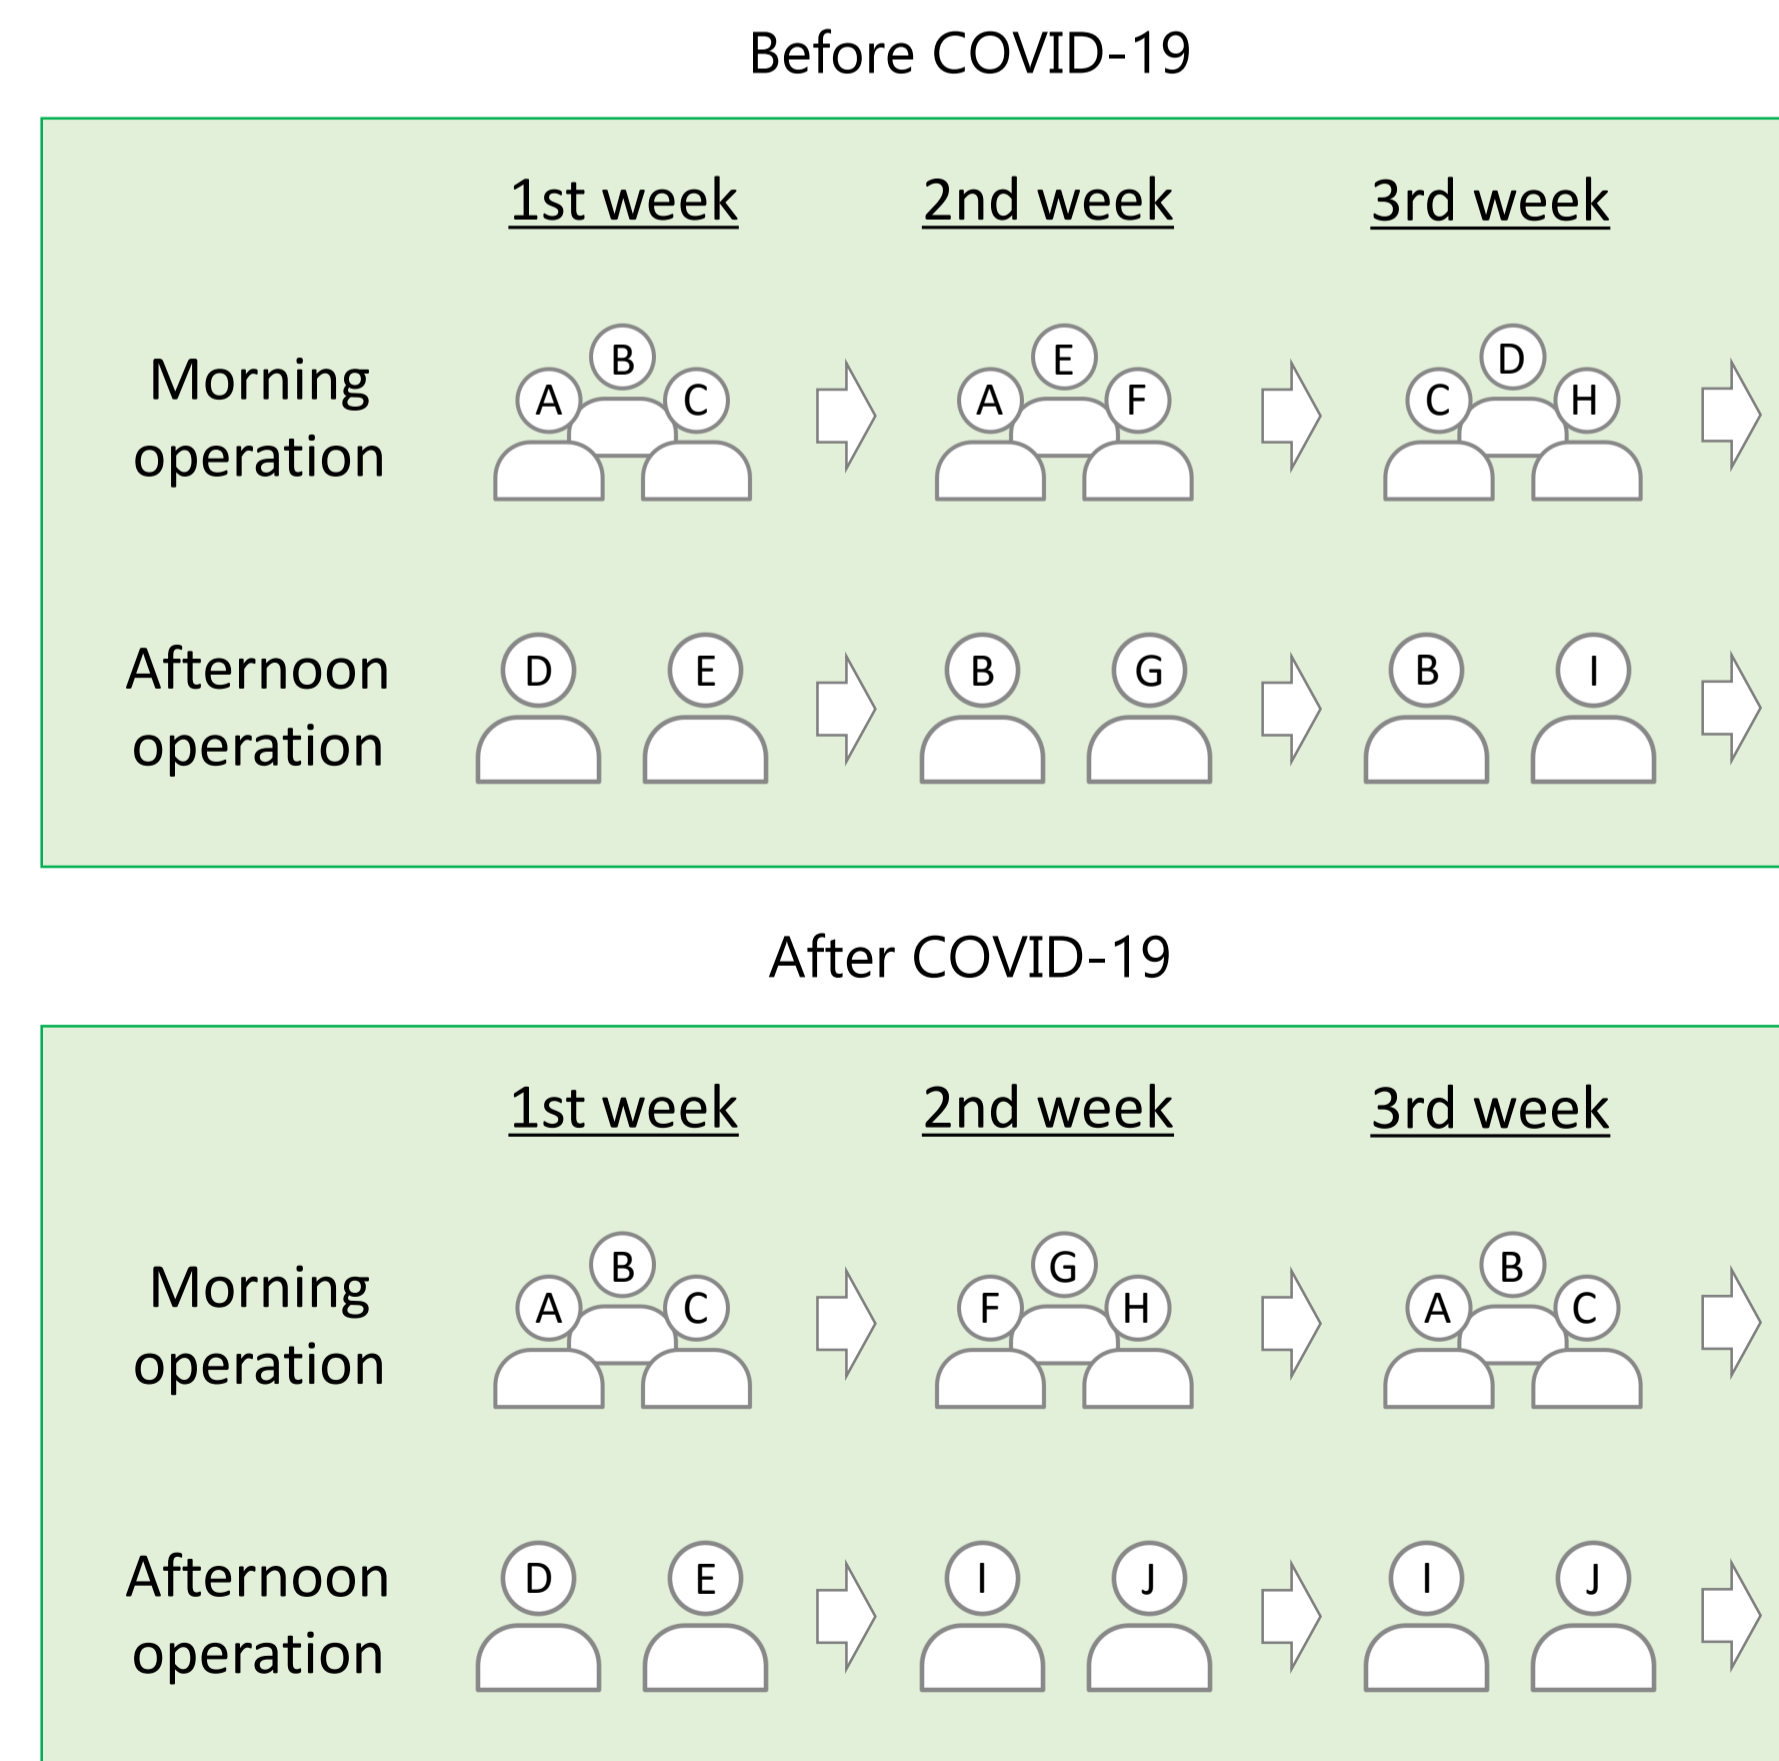 Before COVID-19
1st week 2nd week 3rd week
Morning
operation
A B C
A E F
C D H
Afternoon
operation
D E
B G
B I
After COVID-19
1st week 2nd week 3rd week
Morning
operation
A B C
F G H
A B C
Afternoon
operation
D E
I J
I J